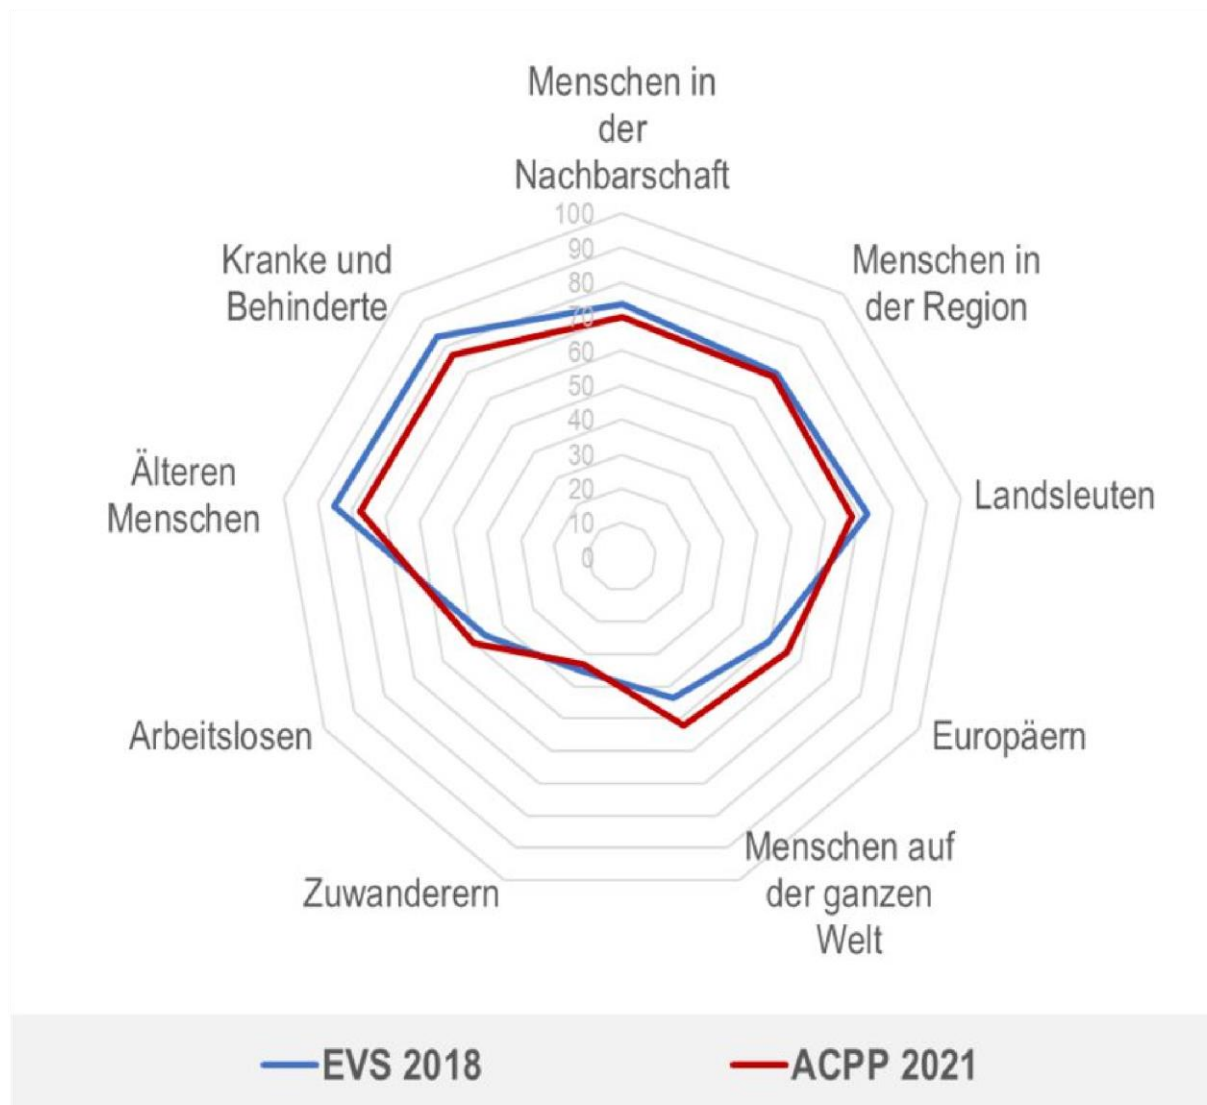 Menschen in
der
Nachbarschaft
100
90
80
70
60
50
40
30
20
10
0
Kranke und
Behinderte
Menschen in
der Region
Älteren
Menschen
Landsleuten
Arbeitslosen
Europäern
Zuwanderern
Menschen auf
der ganzen
Welt
EVS 2018
ACPP 2021